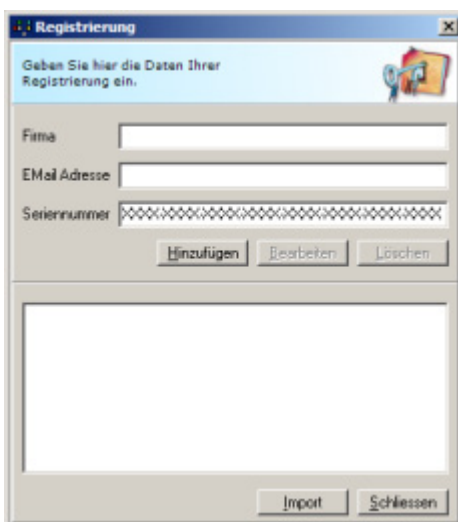 Registrierung
Geben Sie hier die Daten Ihrer
Registrierung ein.
Firma
EMail Adresse
Seriennummer XXXX-XXXX-XXXX-XXXX-XXXX-XXXX-XXXX-XXXX
Hinzufügen Bearbeiten Löschen
Import Schliessen